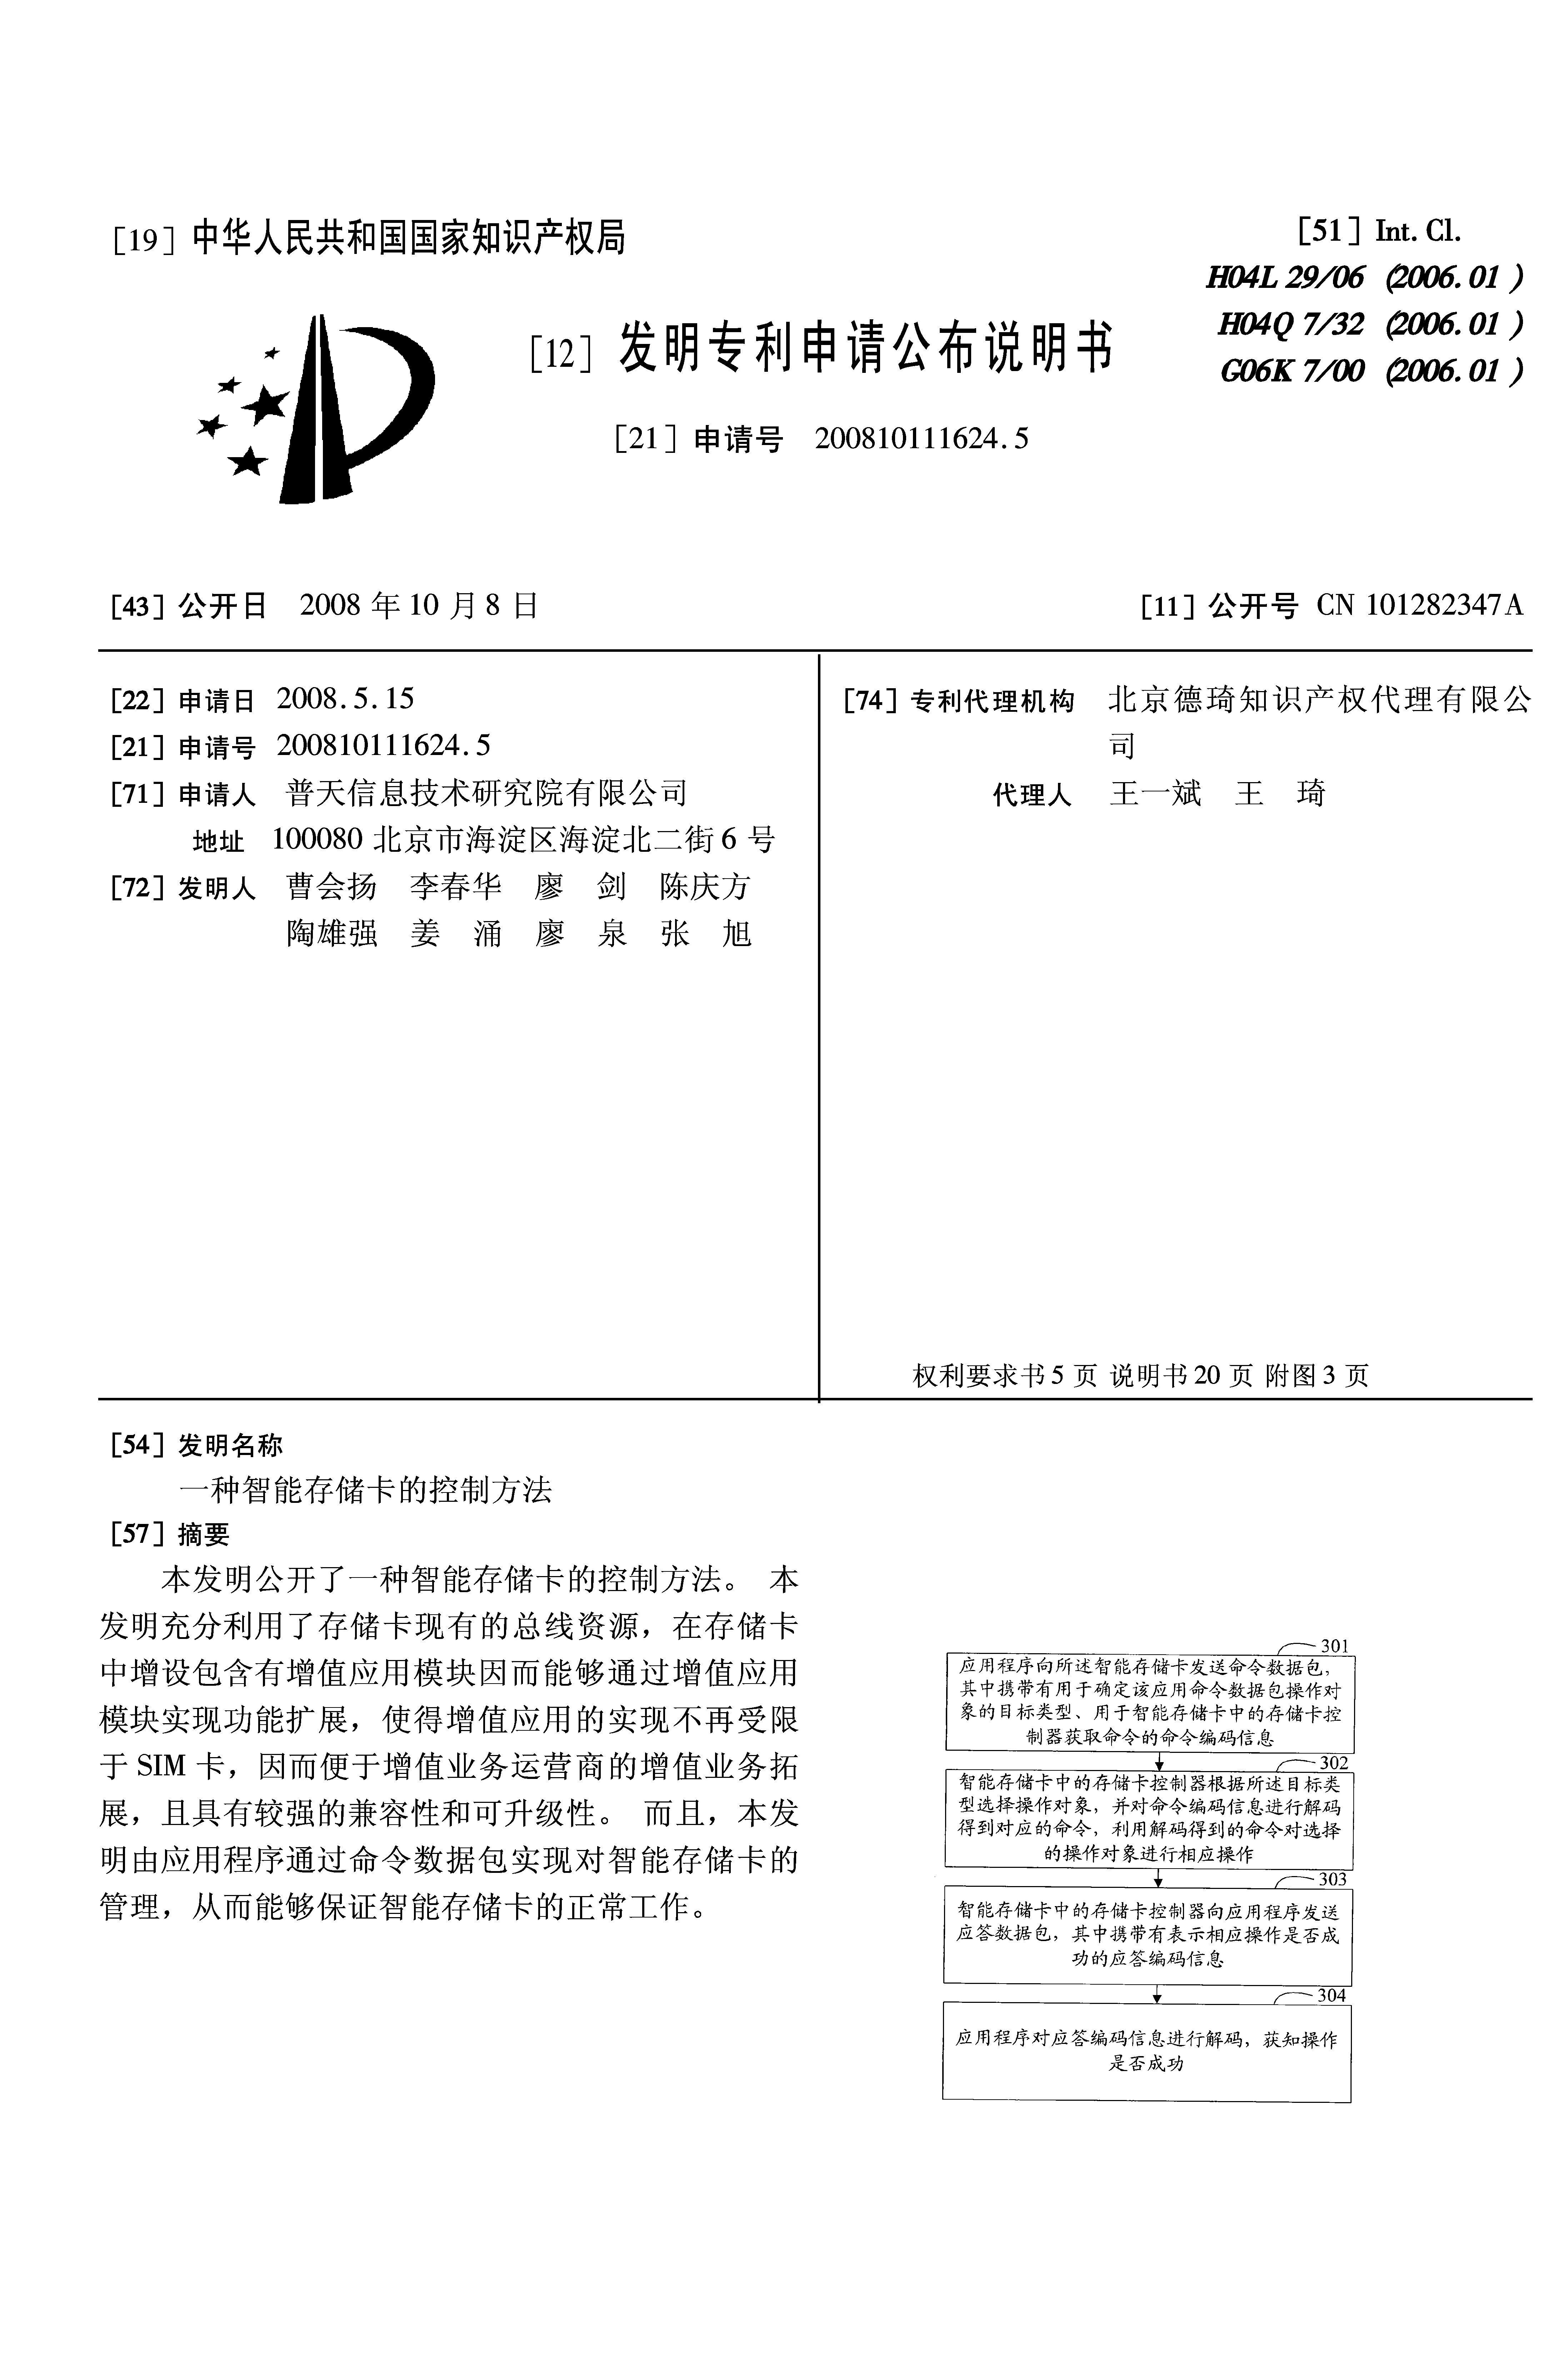 [19] 中华人民共和国国家知识产权局
[51] Int. Cl.
H04L 29/06 (2006.01)
H04Q 7/32 (2006.01)
G06K 7/00 (2006.01)
[12] 发明专利申请公布说明书
[21] 申请号 200810111624.5
[43] 公开日 2008 年 10 月 8 日
[11] 公开号 CN 101282347A
[22] 申请日 2008.5.15
[21] 申请号 200810111624.5
[71] 申请人 普天信息技术研究院有限公司
地址 100080 北京市海淀区海淀北二街 6 号
[72] 发明人 曹会扬 李春华 廖 剑 陈庆方
陶雄强 姜 涌 廖 泉 张 旭
[74] 专利代理机构 北京德琦知识产权代理有限公
司
代理人 王一斌 王 琦
权利要求书 5 页 说明书 20 页 附图 3 页
[54] 发明名称
一种智能存储卡的控制方法
[57] 摘要
本发明公开了一种智能存储卡的控制方法。 本
发明充分利用了存储卡现有的总线资源，在存储卡
中增设包含有增值应用模块因而能够通过增值应用
模块实现功能扩展，使得增值应用的实现不再受限
于 SIM 卡，因而便于增值业务运营商的增值业务拓
展，且具有较强的兼容性和可升级性。 而且，本发
明由应用程序通过命令数据包实现对智能存储卡的
管理，从而能够保证智能存储卡的正常工作。
301
应用程序向所述智能存储卡发送命令数据包，
其中携带有用于确定该应用命令数据包操作对
象的目标类型、用于智能存储卡中的存储卡控
制器获取命令的命令编码信息
302
智能存储卡中的存储卡控制器根据所述目标类
型选择操作对象，并对命令编码信息进行解码
得到对应的命令，利用解码得到的命令对选择
的操作对象进行相应操作
303
智能存储卡中的存储卡控制器向应用程序发送
应答数据包，其中携带有表示相应操作是否成
功的应答编码信息
304
应用程序对应答编码信息进行解码，获知操作
是否成功